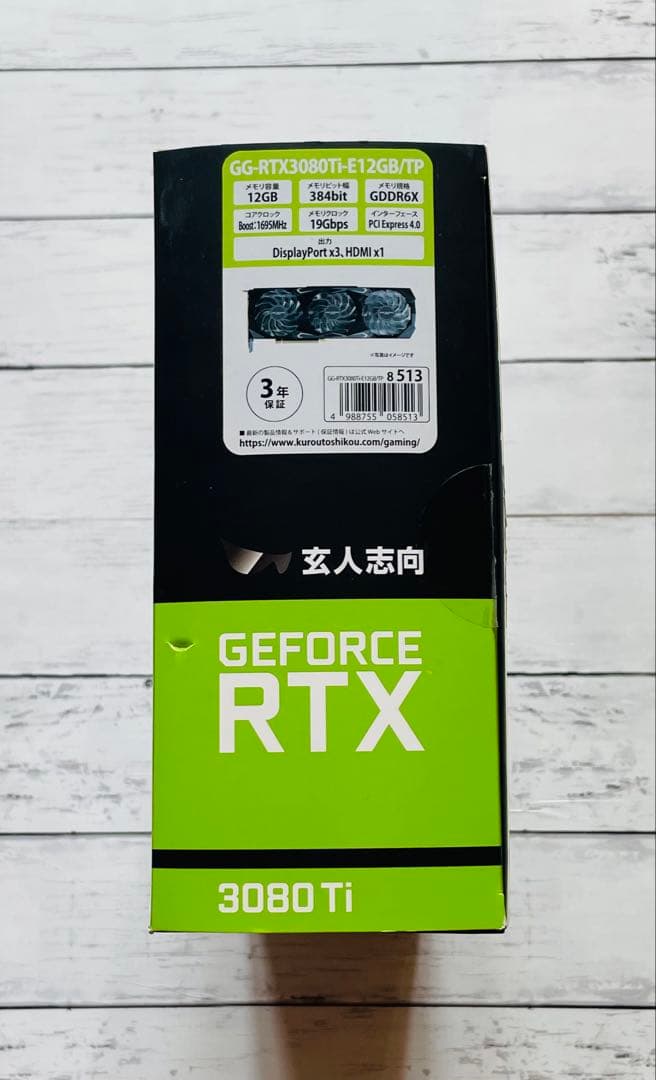 GG-RTX3080Ti-E12GB/TP
メモリ容量 メモリビット幅 メモリ規格
12GB 384bit GDDR6X
コアクロック メモリクロック インターフェース
Boost:1695MHz 19Gbps PCI Express 4.0
出力
DisplayPort x3、HDMI x1
※写真はイメージです
3年
保証
GG-RTX3080Ti-E12GB/TP 8 513
4 988755 058513
■ 最新の製品情報&サポート(保証情報)は公式Webサイトへ
https://www.kuroutoshikou.com/gaming/
玄人志向
GEFORCE
RTX
3080 Ti